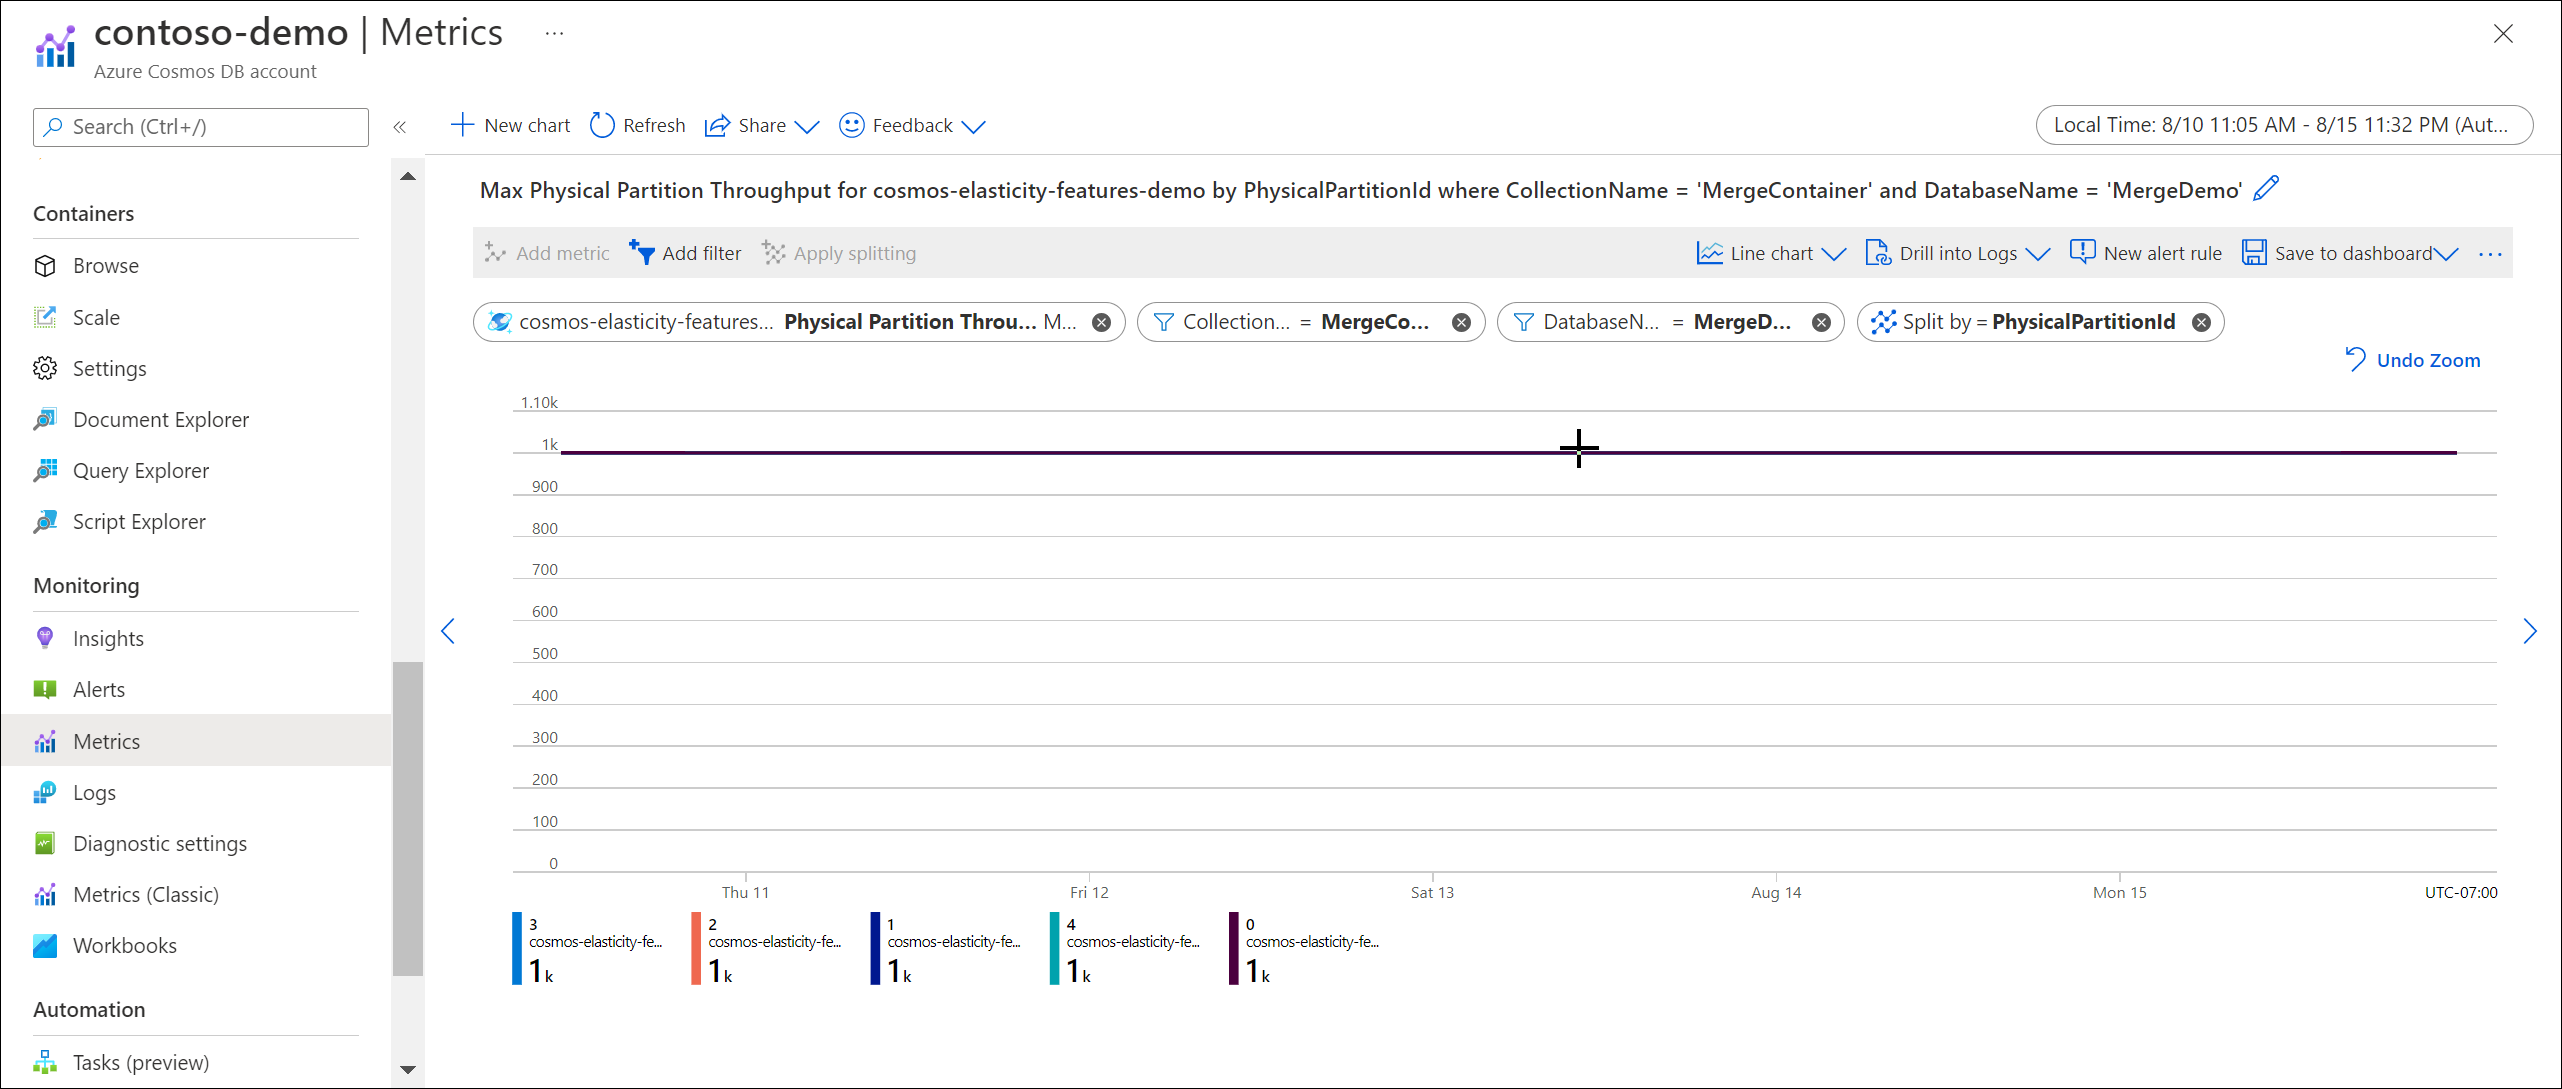 contoso-demo | Metrics ...
Azure Cosmos DB account
Search (Ctrl+/)
«
Containers
Browse
Scale
Settings
Document Explorer
Query Explorer
Script Explorer
Monitoring
Insights
Alerts
Metrics
Logs
Diagnostic settings
Metrics (Classic)
Workbooks
Automation
Tasks (preview)
New chart Refresh Share Feedback
Local Time: 8/10 11:05 AM - 8/15 11:32 PM (Aut...
Max Physical Partition Throughput for cosmos-elasticity-features-demo by PhysicalPartitionId where CollectionName = 'MergeContainer' and DatabaseName = 'MergeDemo'
Add metric Add filter Apply splitting Line chart Drill into Logs New alert rule Save to dashboard ...
cosmos-elasticity-features... Physical Partition Throu... M... Collection... = MergeCo... DatabaseN... = MergeD... Split by = PhysicalPartitionId
Undo Zoom
1.10k
1k
900
800
700
600
500
400
300
200
100
0
Thu 11 Fri 12 Sat 13 Aug 14 Mon 15 UTC-07:00
3
cosmos-elasticity-fe...
1k
2
cosmos-elasticity-fe...
1k
1
cosmos-elasticity-fe...
1k
4
cosmos-elasticity-fe...
1k
0
cosmos-elasticity-fe...
1k